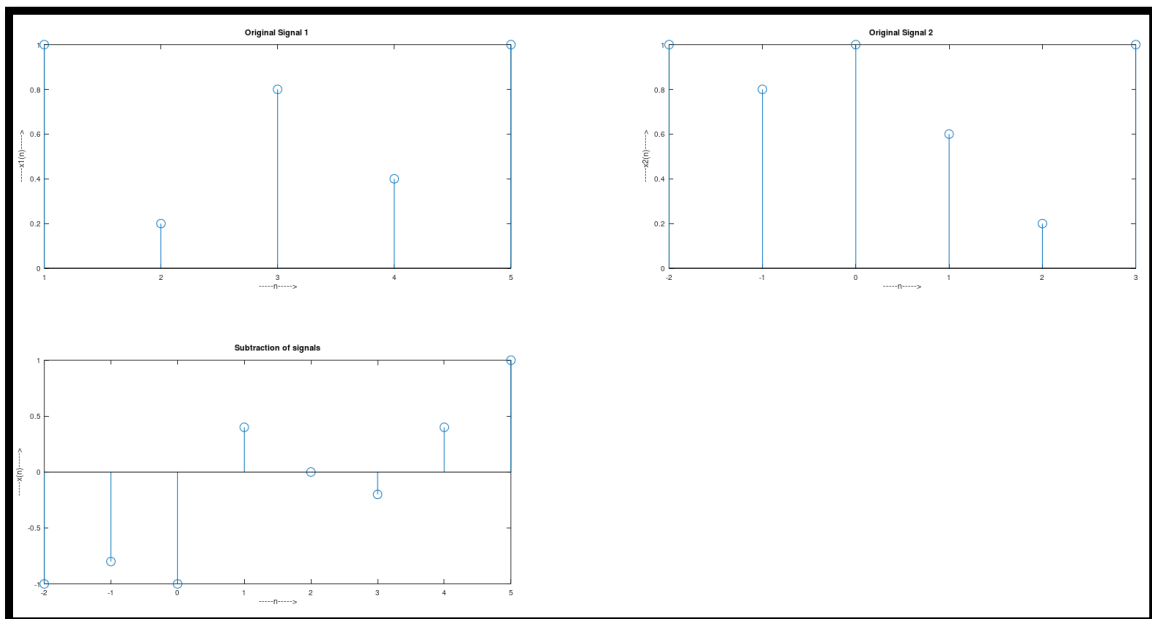 Original Signal 1
-----x1(n)----->
1
0.8
0.6
0.4
0.2
0
1 2 3 4 5
-----n----->
Original Signal 2
-----x2(n)----->
1
0.8
0.6
0.4
0.2
0
-2 -1 0 1 2 3
-----n----->
Subtraction of signals
-----x(n)----->
1
0.5
0
-0.5
-1
-2 -1 0 1 2 3 4 5
-----n----->